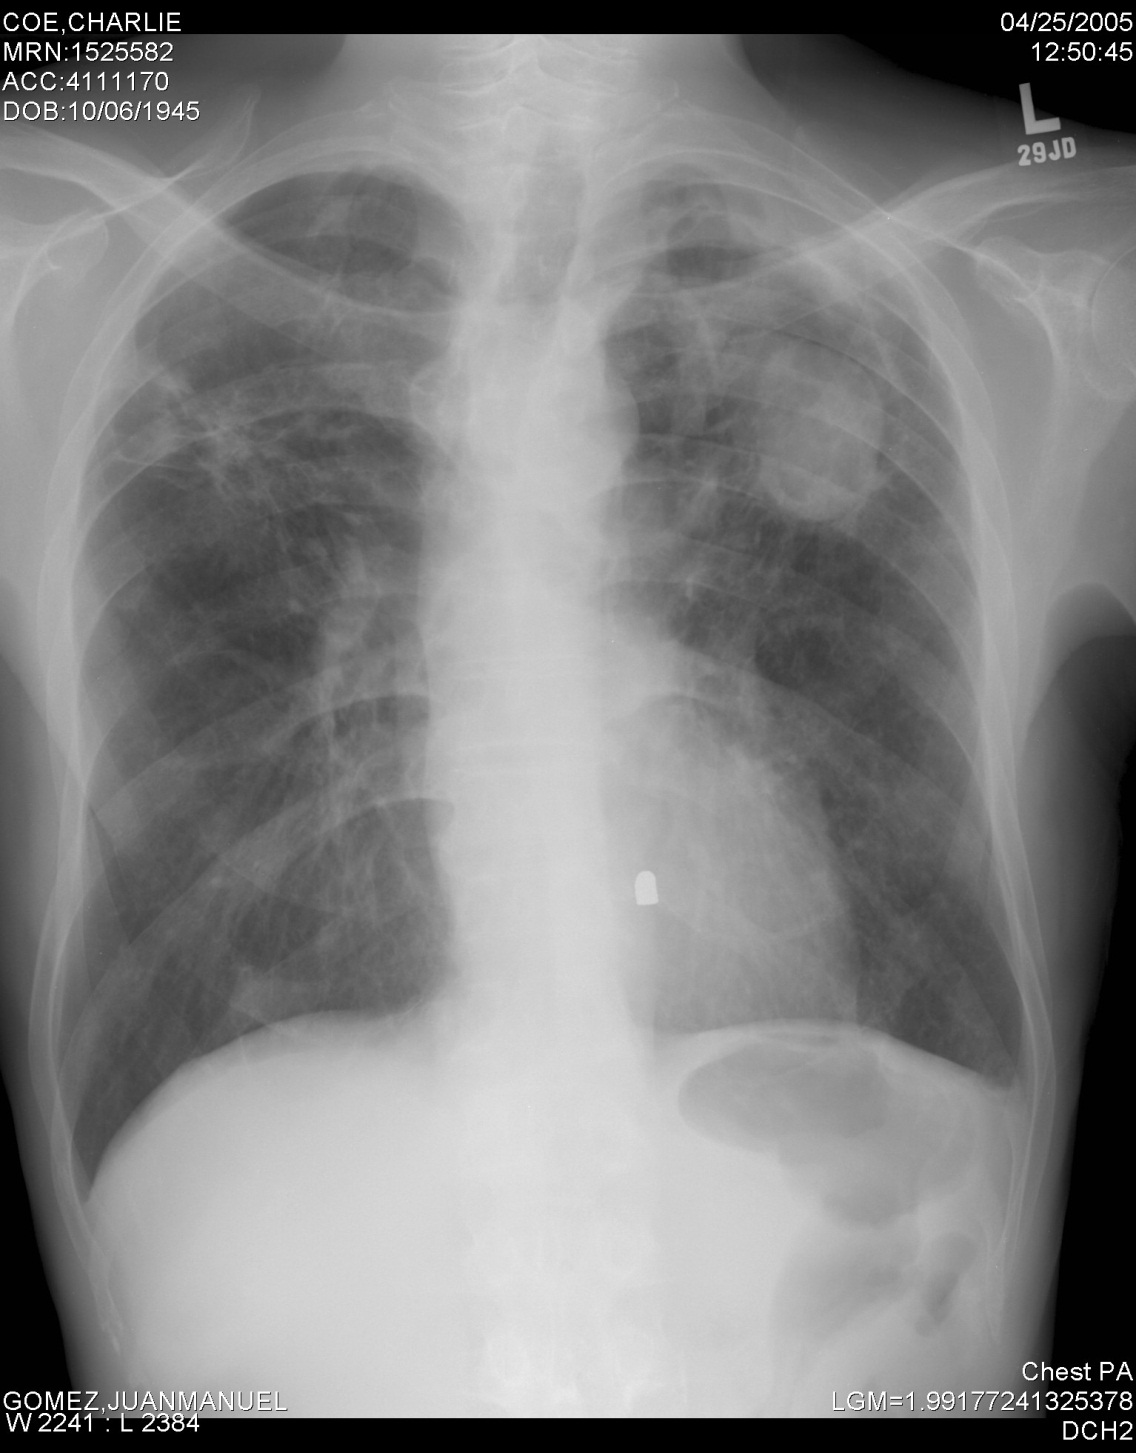 COE,CHARLIE
MRN:1525582
ACC:4111170
DOB:10/06/1945
04/25/2005
12:50:45
L
29JD
GOMEZ,JUANMANUEL
W 2241 : L 2384
Chest PA
LGM=1.99177241325378
DCH2